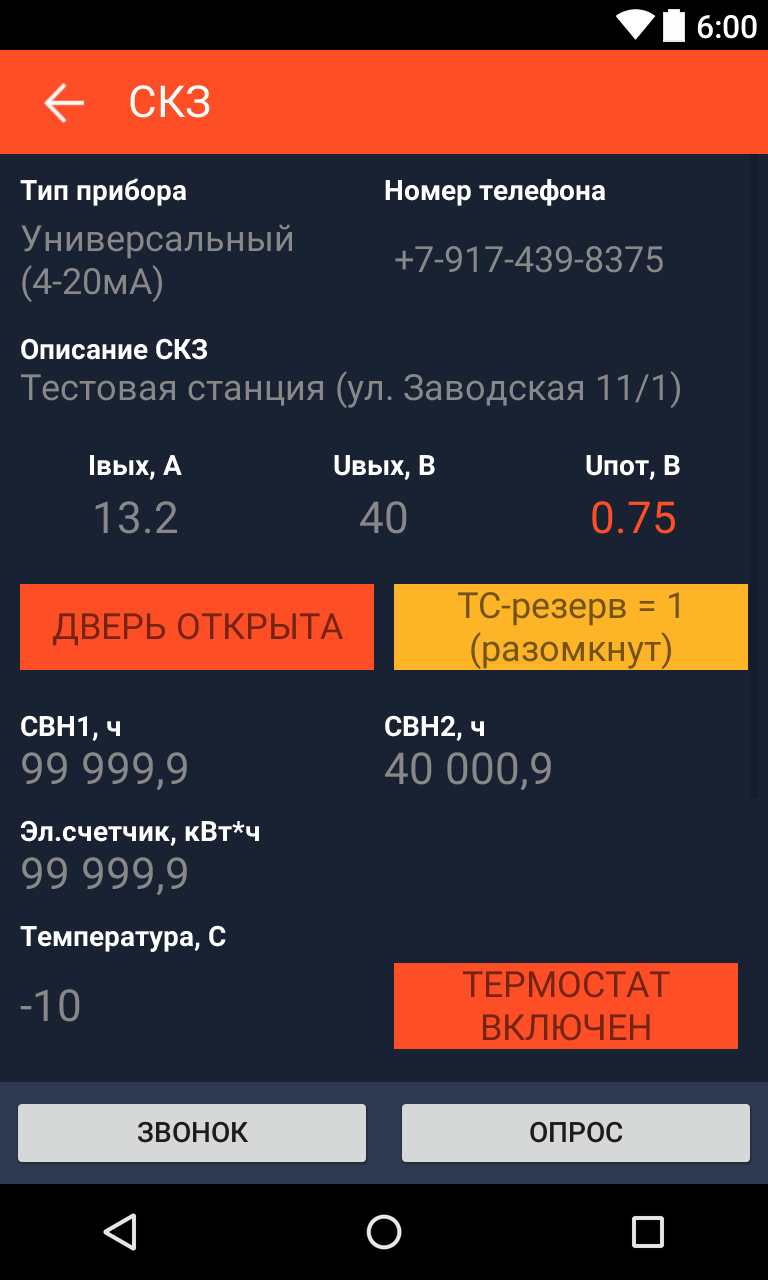 6:00
СКЗ
Тип прибора
Номер телефона
Универсальный
(4-20мА)
+7-917-439-8375
Описание СКЗ
Тестовая станция (ул. Заводская 11/1)
Iвых, А
Uвых, В
Uпот, В
13.2
40
0.75
ДВЕРЬ ОТКРЫТА
ТС-резерв = 1
(разомкнут)
СВН1, ч
СВН2, ч
99 999,9
40 000,9
Эл.счетчик, кВт*ч
99 999,9
Температура, С
-10
ТЕРМОСТАТ
ВКЛЮЧЕН
ЗВОНОК
ОПРОС